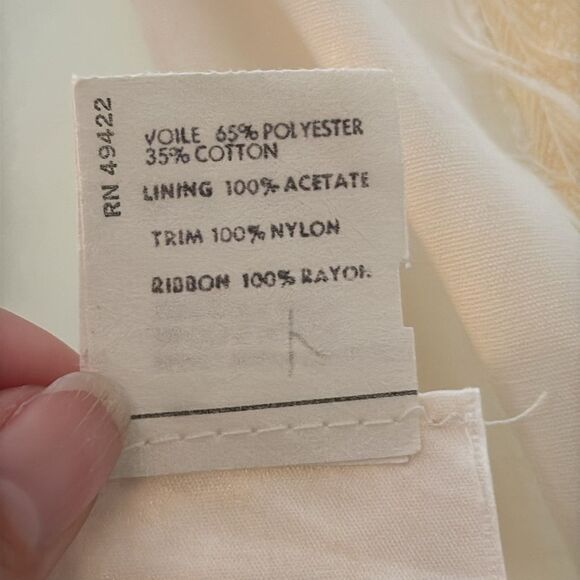 RN 49422
VOILE 65% POLYESTER
35% COTTON
LINING 100% ACETATE
TRIM 100% NYLON
RIBBON 100% RAYON